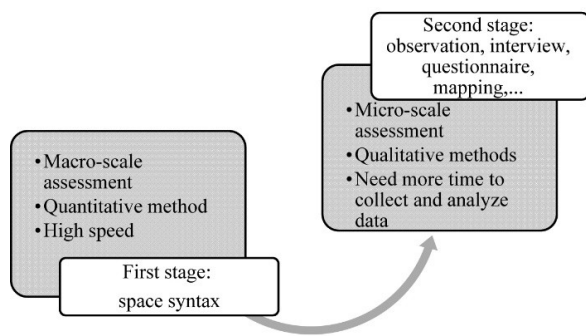 •Macro-scale
assessment
•Quantitative method
•High speed
First stage:
space syntax
Second stage:
observation, interview,
questionnaire,
mapping,...
•Micro-scale
assessment
•Qualitative methods
•Need more time to
collect and analyze
data